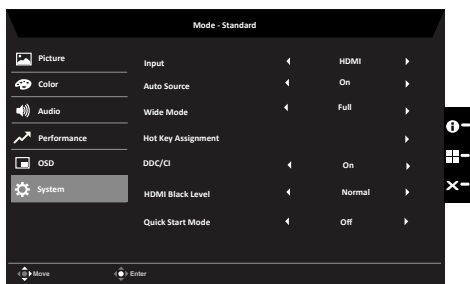 Mode - Standard
Picture
Color
Audio
Performance
OSD
System
Input HDMI
Auto Source On
Wide Mode Full
Hot Key Assignment
DDC/CI On
HDMI Black Level Normal
Quick Start Mode Off
Move Enter